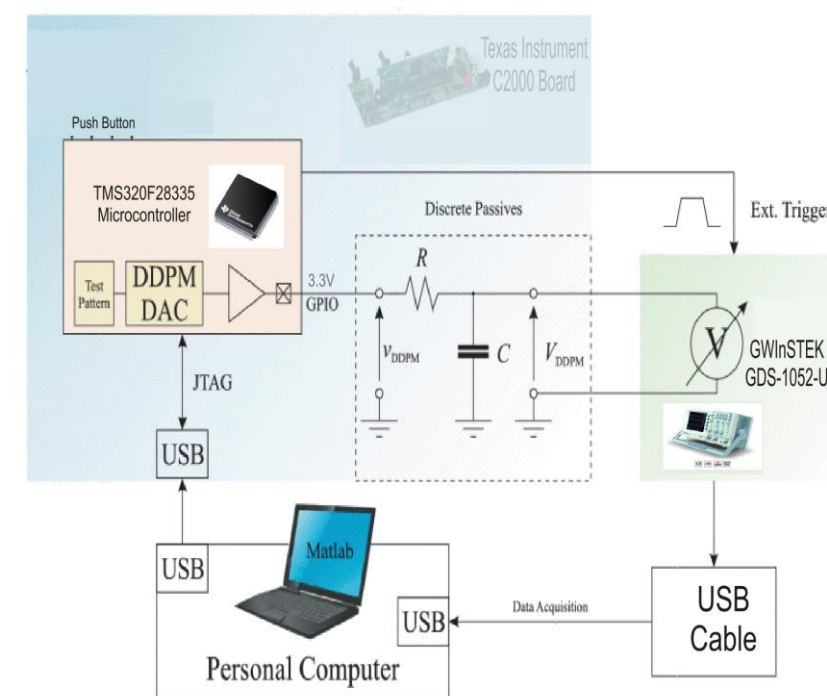 Texas Instrument
C2000 Board
Push Button
TMS320F28335
Microcontroller
Discrete Passives
Ext. Trigger
R
3.3V
GPIO
Test
Pattern
DDPM
DAC
vDDPM
C
VDDPM
V
GWInSTEK
GDS-1052-U
JTAG
USB
USB
Matlab
USB
Data Acquisition
USB
Cable
Personal Computer